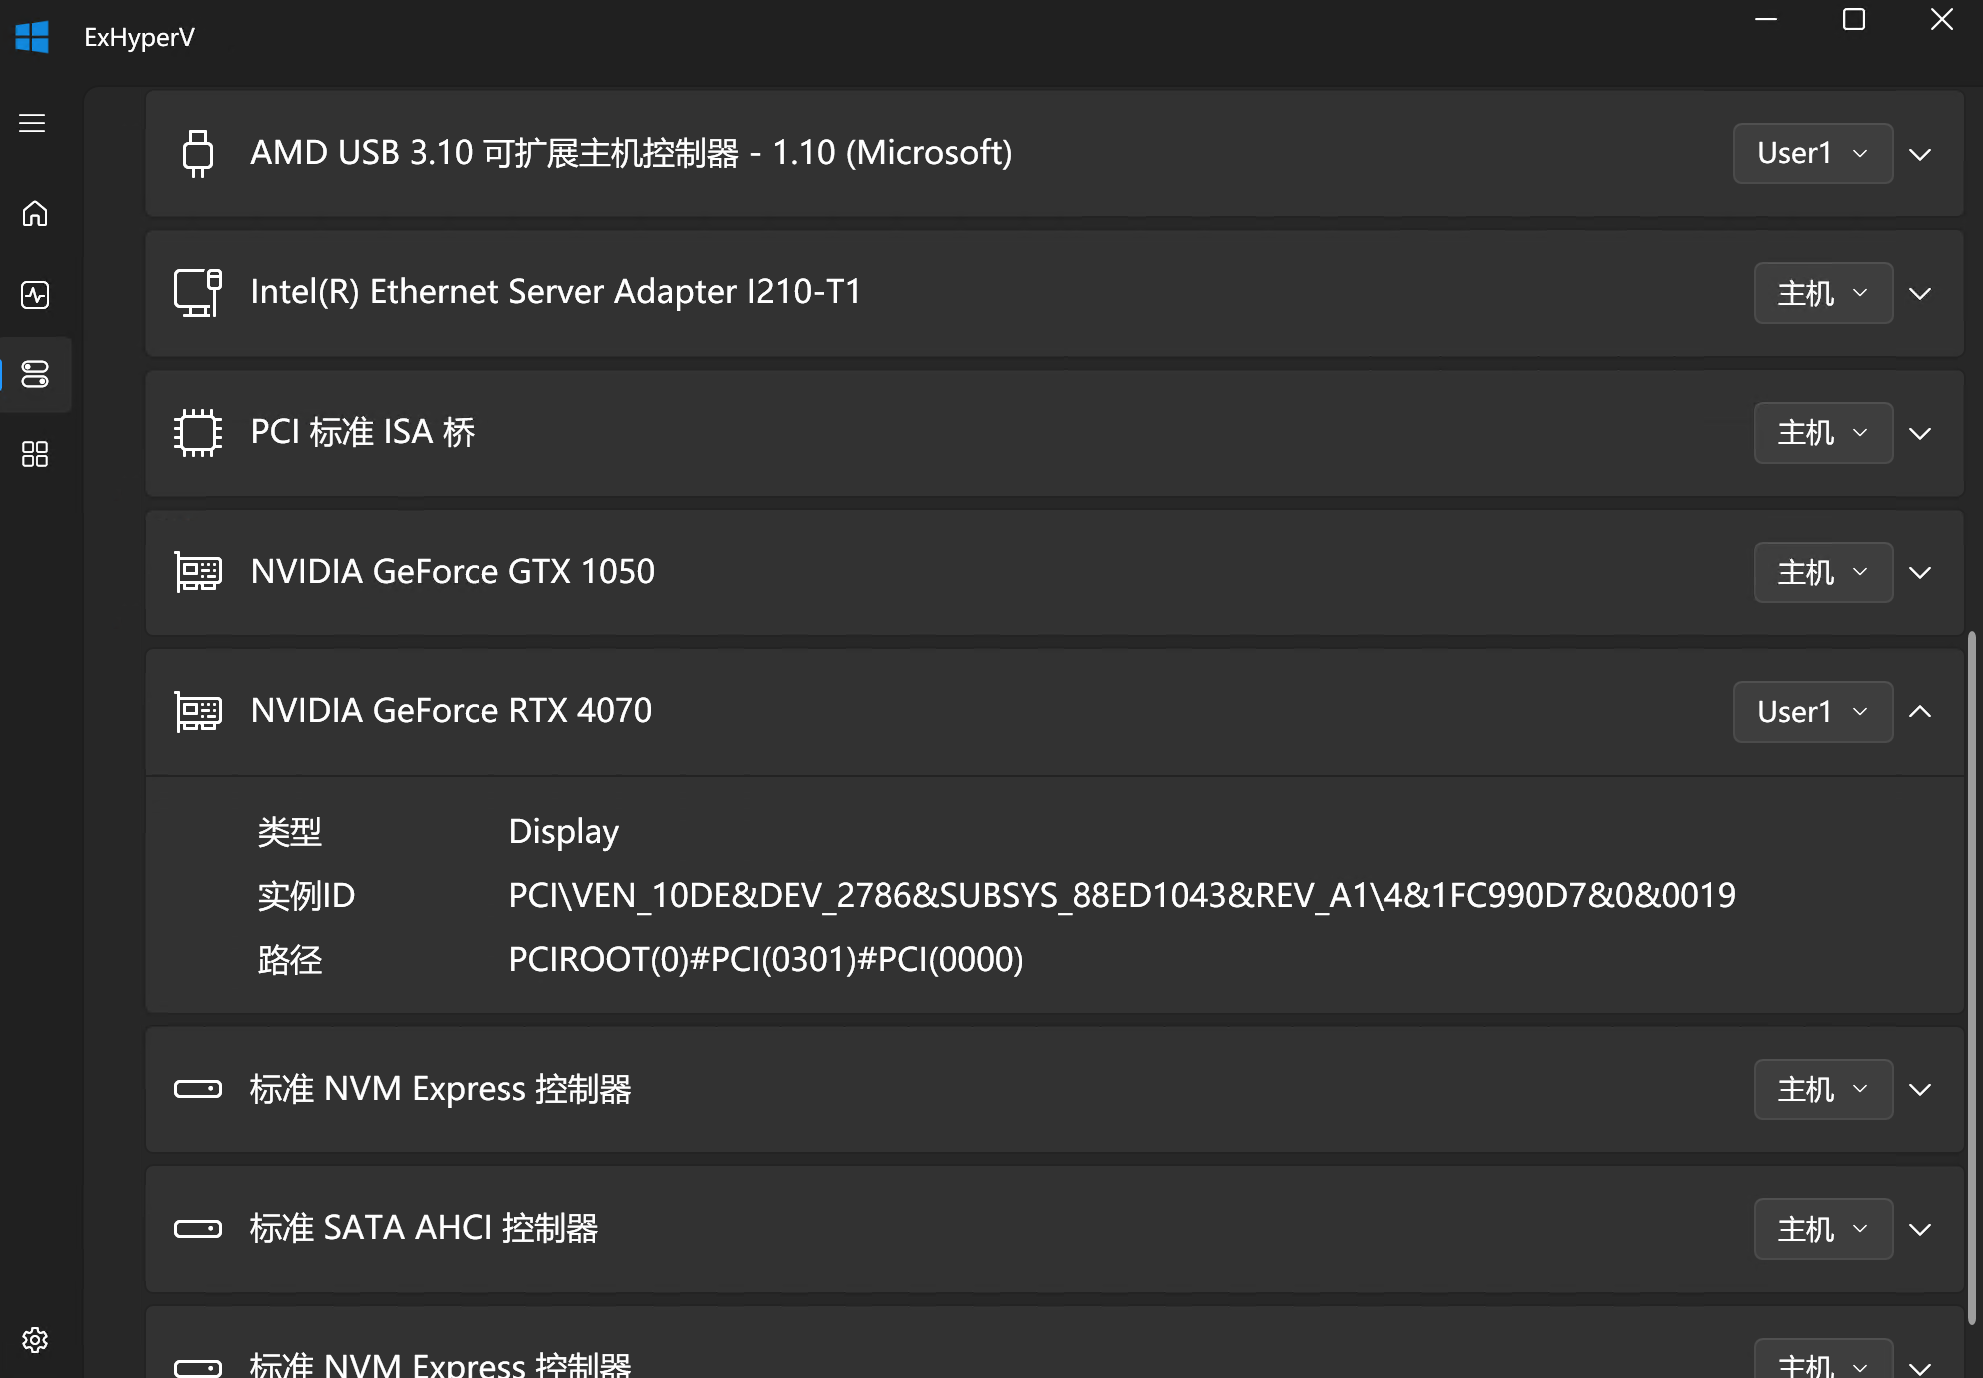 ExHyperV
AMD USB 3.10 可扩展主机控制器 - 1.10 (Microsoft)
User1
Intel(R) Ethernet Server Adapter I210-T1
主机
PCI 标准 ISA 桥
主机
NVIDIA GeForce GTX 1050
主机
NVIDIA GeForce RTX 4070
User1
类型 Display
实例ID PCI\VEN_10DE&DEV_2786&SUBSYS_88ED1043&REV_A1\4&1FC990D7&0&0019
路径 PCIROOT(0)#PCI(0301)#PCI(0000)
标准 NVM Express 控制器
主机
标准 SATA AHCI 控制器
主机
标准 NVM Express 控制器
主机